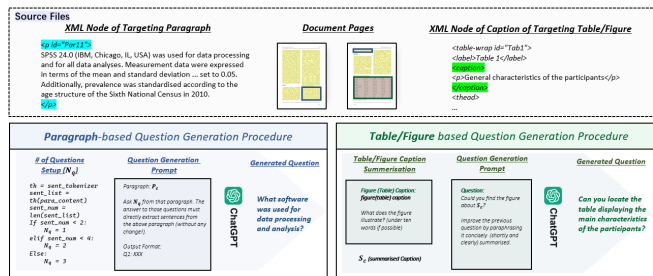 Source Files
XML Node of Targeting Paragraph
<p id="Par11">
SPSS 24.0 (IBM, Chicago, IL, USA) was used for data processing
and for all data analyses. Measurement data were expressed
in terms of the mean and standard deviation ... set to 0.05.
Additionally, prevalence was standardised according to the
age structure of the Sixth National Census in 2010.
</p>
Document Pages
XML Node of Caption of Targeting Table/Figure
<table-wrap id="Tab1">
<label>Table 1</label>
<caption>
<p>General characteristics of the participants</p>
</caption>
<thead>
...
Paragraph-based Question Generation Procedure
# of Questions
Setup [Nq]
th = sent_tokenizer
sent_list =
th(para_content)
sent_num =
len(sent_list)
If sent_num < 2:
Nq = 1
elif sent_num < 4:
Nq = 2
Else:
Nq = 3
Question Generation
Prompt
Paragraph: Pc
Ask Nq from that paragraph. The
answer to those questions must
directly extract sentences from
the above paragraph (without any
change!).
Output Format:
Q1: XXX
ChatGPT
Generated Question
What software
was used for
data processing
and analysis?
Table/Figure based Question Generation Procedure
Table/Figure Caption
Summarisation
Figure (Table) Caption:
figure(table) caption
What does the figure
illustrate? (under ten
words if possible)
Sc (summarised Caption)
Question Generation
Prompt
Question:
Could you find the figure
about Sc?
Improve the previous
question by paraphrasing
it concisely (shortly and
clearly) summarised.
ChatGPT
Generated Question
Can you locate the
table displaying the
main characteristics
of the participants?